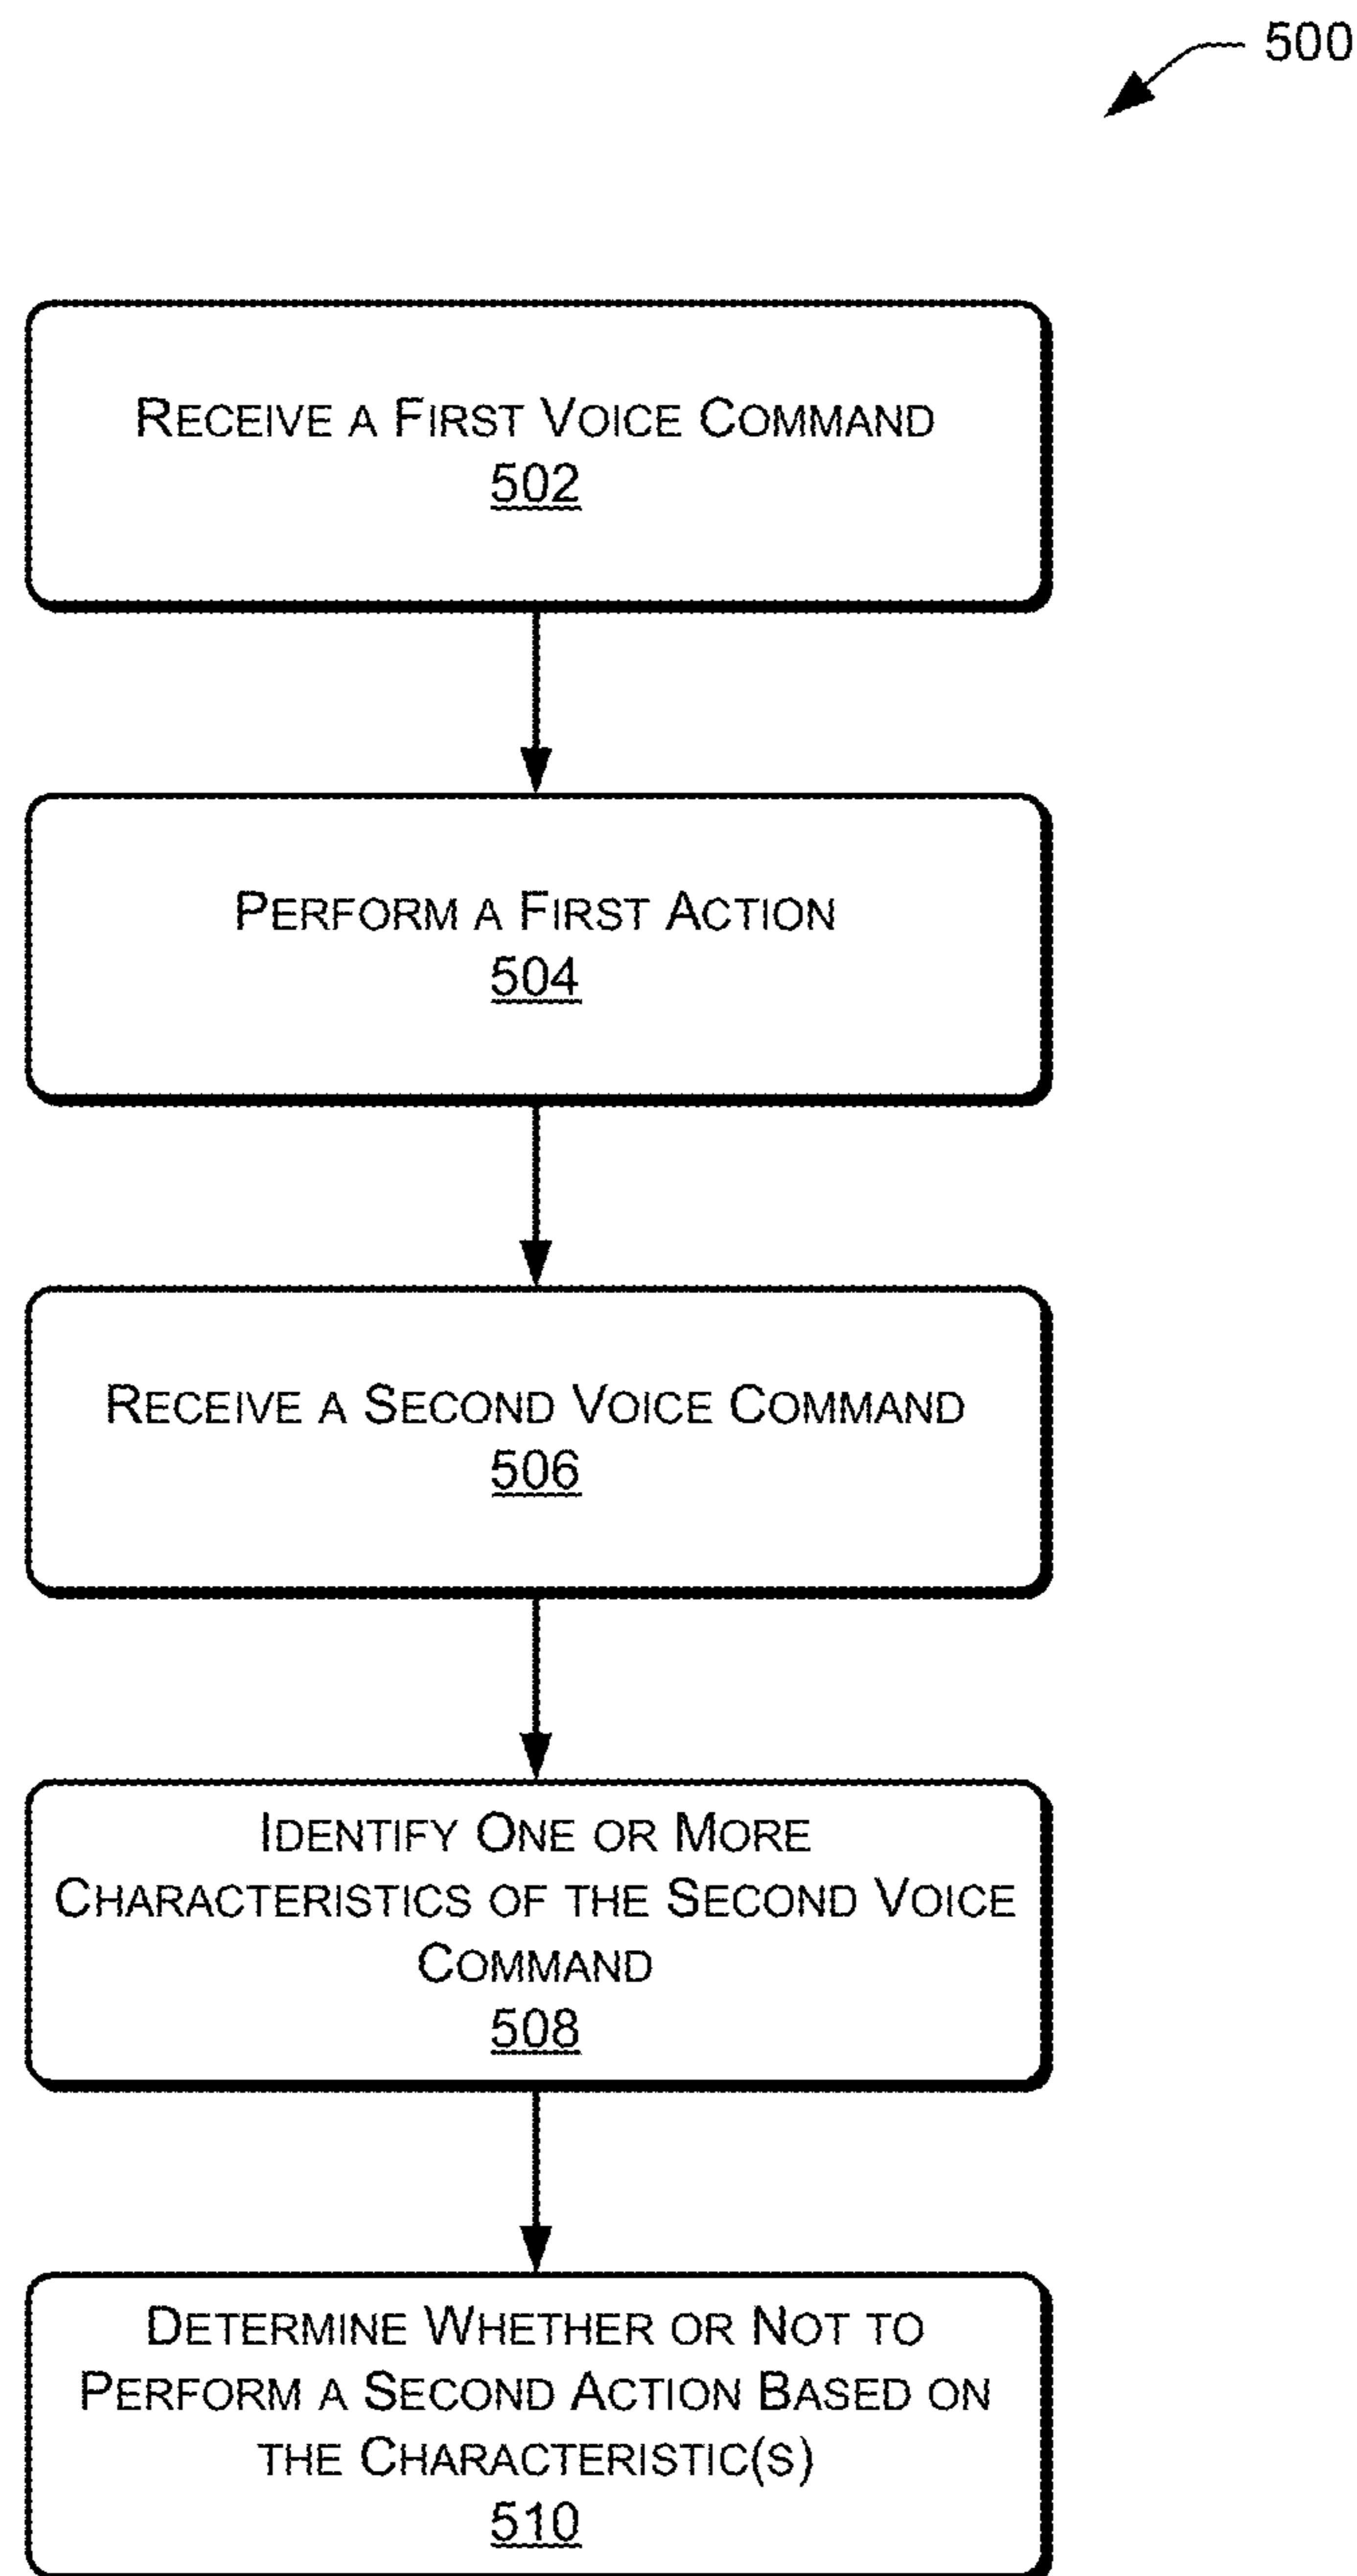 500
RECEIVE A FIRST VOICE COMMAND
502
PERFORM A FIRST ACTION
504
RECEIVE A SECOND VOICE COMMAND
506
IDENTIFY ONE OR MORE
CHARACTERISTICS OF THE SECOND VOICE
COMMAND
508
DETERMINE WHETHER OR NOT TO
PERFORM A SECOND ACTION BASED ON
THE CHARACTERISTIC(S)
510